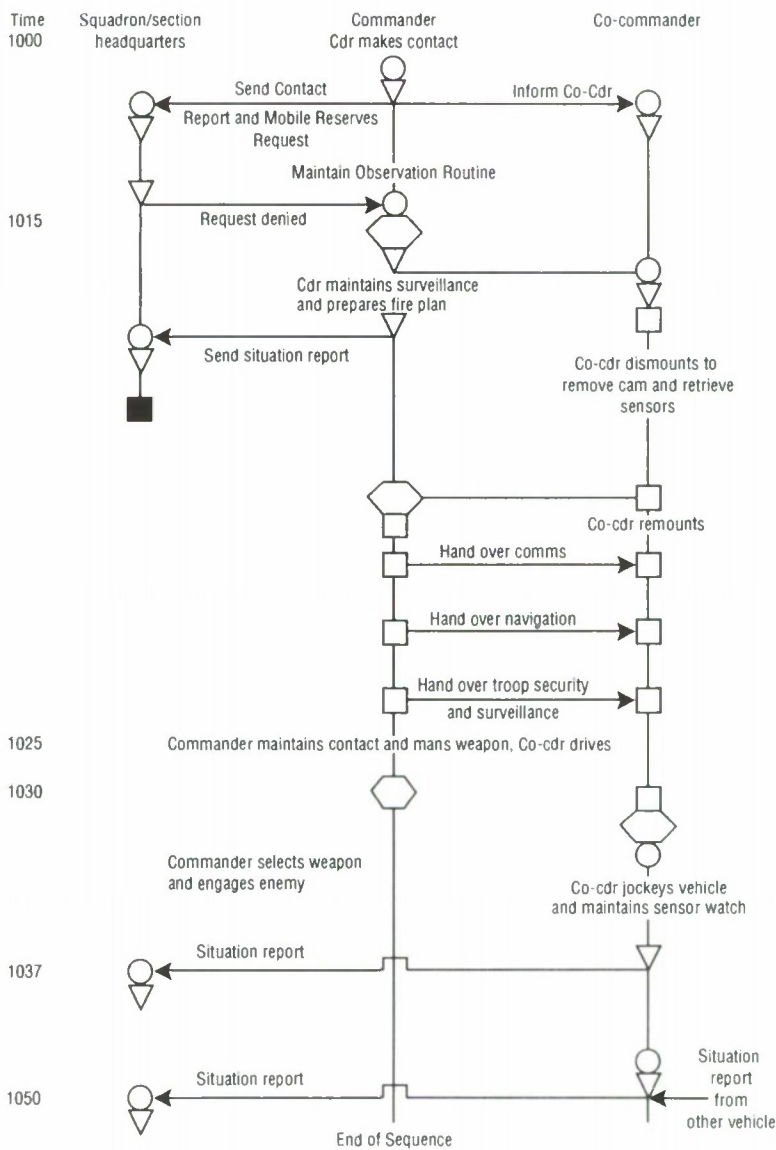 Time
Squadron/section
headquarters
Commander
Co-commander
1000
Cdr makes contact
Send Contact
Inform Co-Cdr
Report and Mobile Reserves
Request
Maintain Observation Routine
1015
Request denied
Cdr maintains surveillance
and prepares fire plan
Send situation report
Co-cdr dismounts to
remove cam and retrieve
sensors
Co-cdr remounts
Hand over comms
Hand over navigation
Hand over troop security
and surveillance
1025
Commander maintains contact and mans weapon, Co-cdr drives
1030
Commander selects weapon
and engages enemy
Co-cdr jockeys vehicle
and maintains sensor watch
Situation report
1037
Situation
report
from
other vehicle
Situation report
1050
End of Sequence